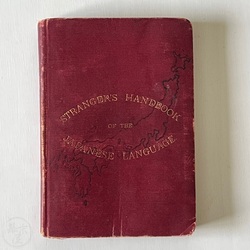 STRANGER'S HANDBOOK
OF THE
JAPANESE LANGUAGE